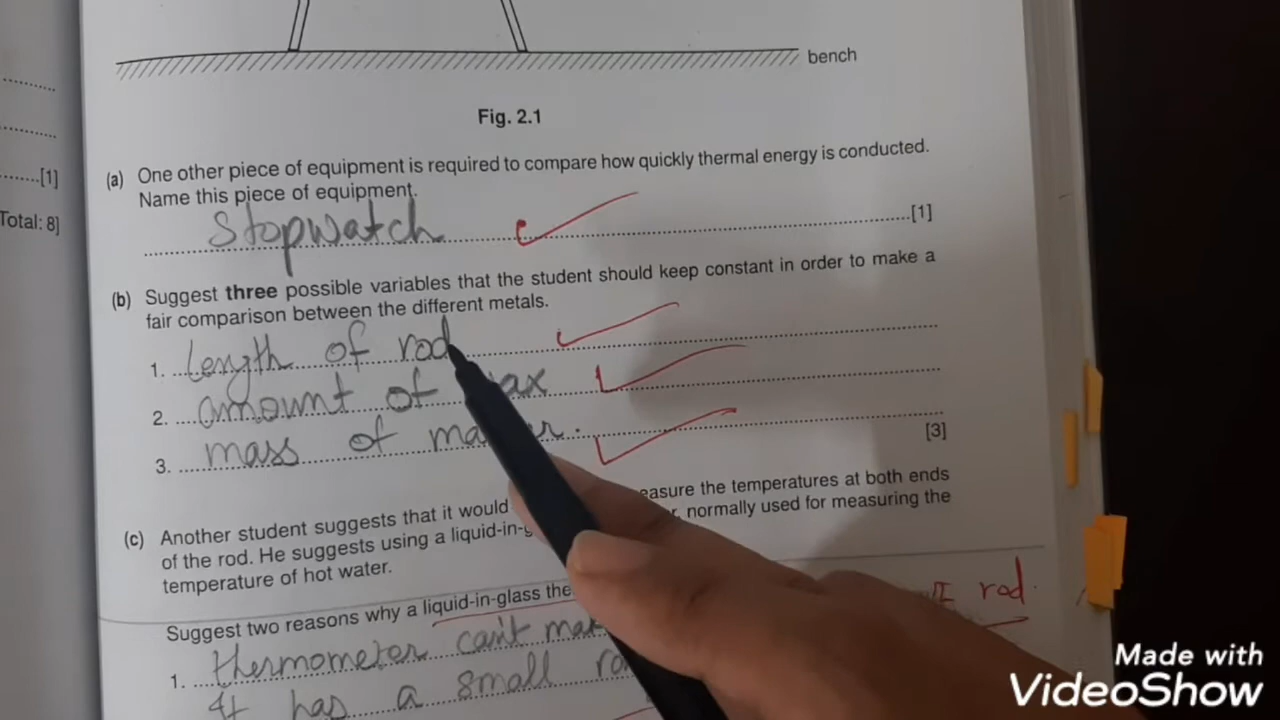 bench
Fig. 2.1
......[1]
Total: 8]
(a) One other piece of equipment is required to compare how quickly thermal energy is conducted.
Name this piece of equipment.
Stopwatch ......[1]
(b) Suggest three possible variables that the student should keep constant in order to make a
fair comparison between the different metals.
1. Length of rod
2. amount of
3. mass of
[3]
(c) Another student suggests that it would easure the temperatures at both ends
of the rod. He suggests using a liquid-in-g normally used for measuring the
temperature of hot water.
rod.
Suggest two reasons why a liquid-in-glass the
1. thermometer can't
It has a small
Made with
VideoShow